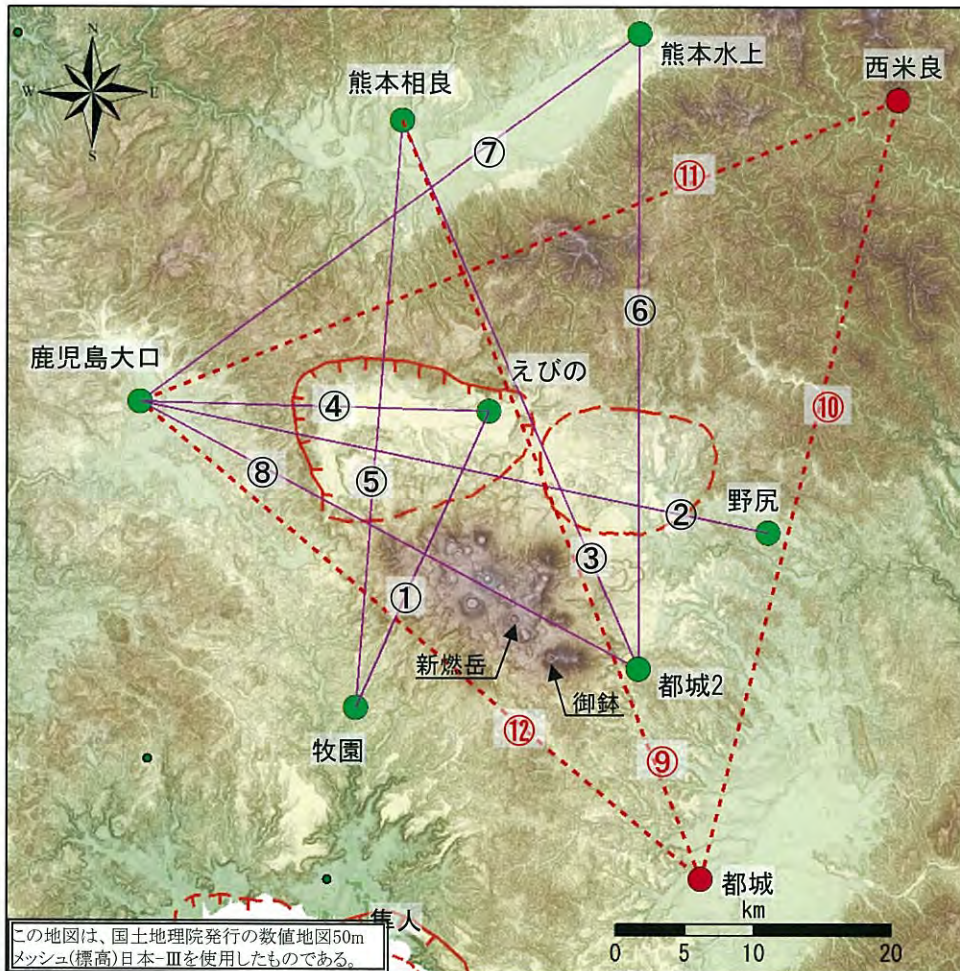 N
W
E
S
熊本水上
西米良
熊本相良
⑦
⑪
⑥
鹿児島大口
えびの
④
⑩
⑧
⑤
②
野尻
③
①
新燃岳
都城2
御鉢
牧園
⑫
⑨
都城
km
0 5 10 20
隼人
この地図は、国土地理院発行の数値地図50m
メッシュ(標高)日本-Ⅲを使用したものである。